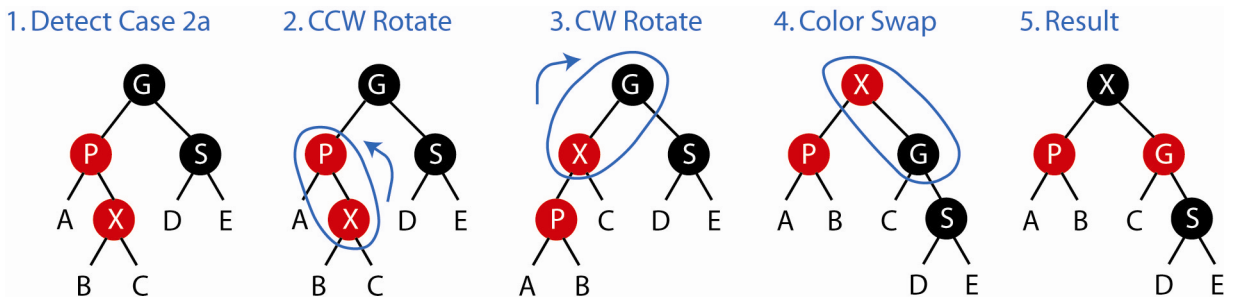 1. Detect Case 2a 2. CCW Rotate 3. CW Rotate 4. Color Swap 5. Result
G G G X X
P S P S X S P G P G
A X D E A X D E P C D E A B C S A B C S
B C B C A B D E D E